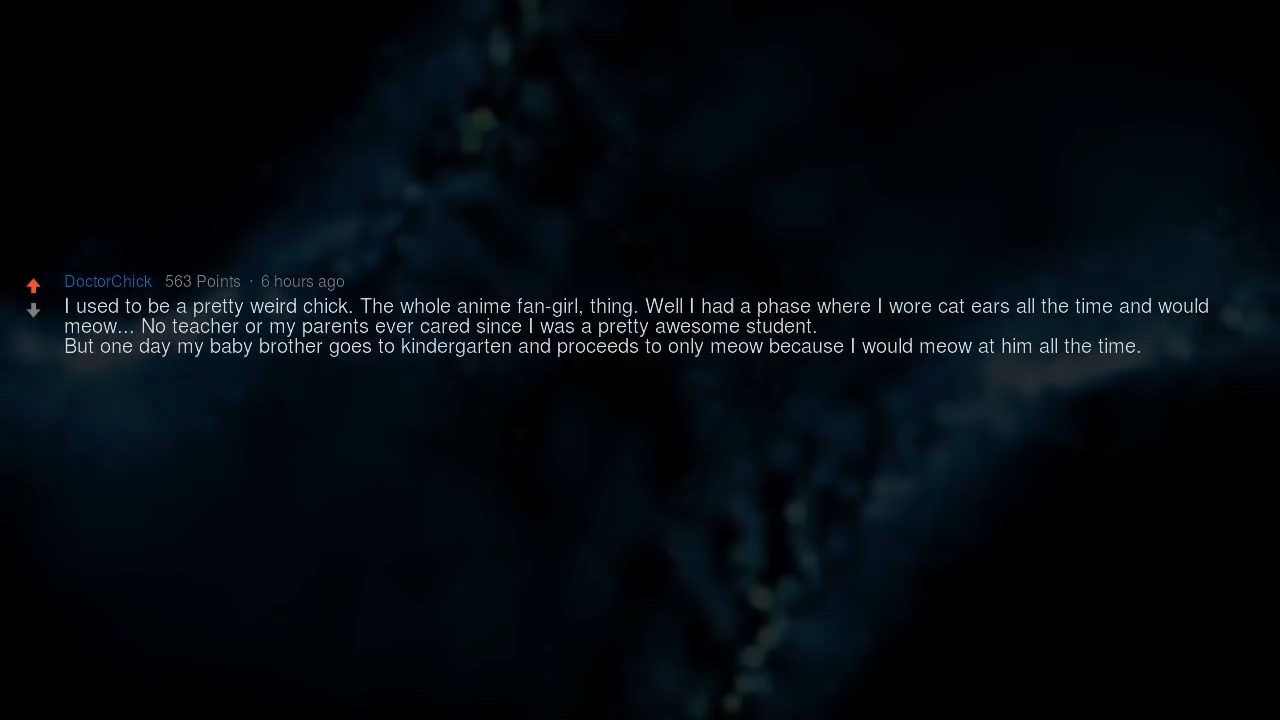 DoctorChick 563 Points · 6 hours ago
I used to be a pretty weird chick. The whole anime fan-girl, thing. Well I had a phase where I wore cat ears all the time and would
meow... No teacher or my parents ever cared since I was a pretty awesome student.
But one day my baby brother goes to kindergarten and proceeds to only meow because I would meow at him all the time.